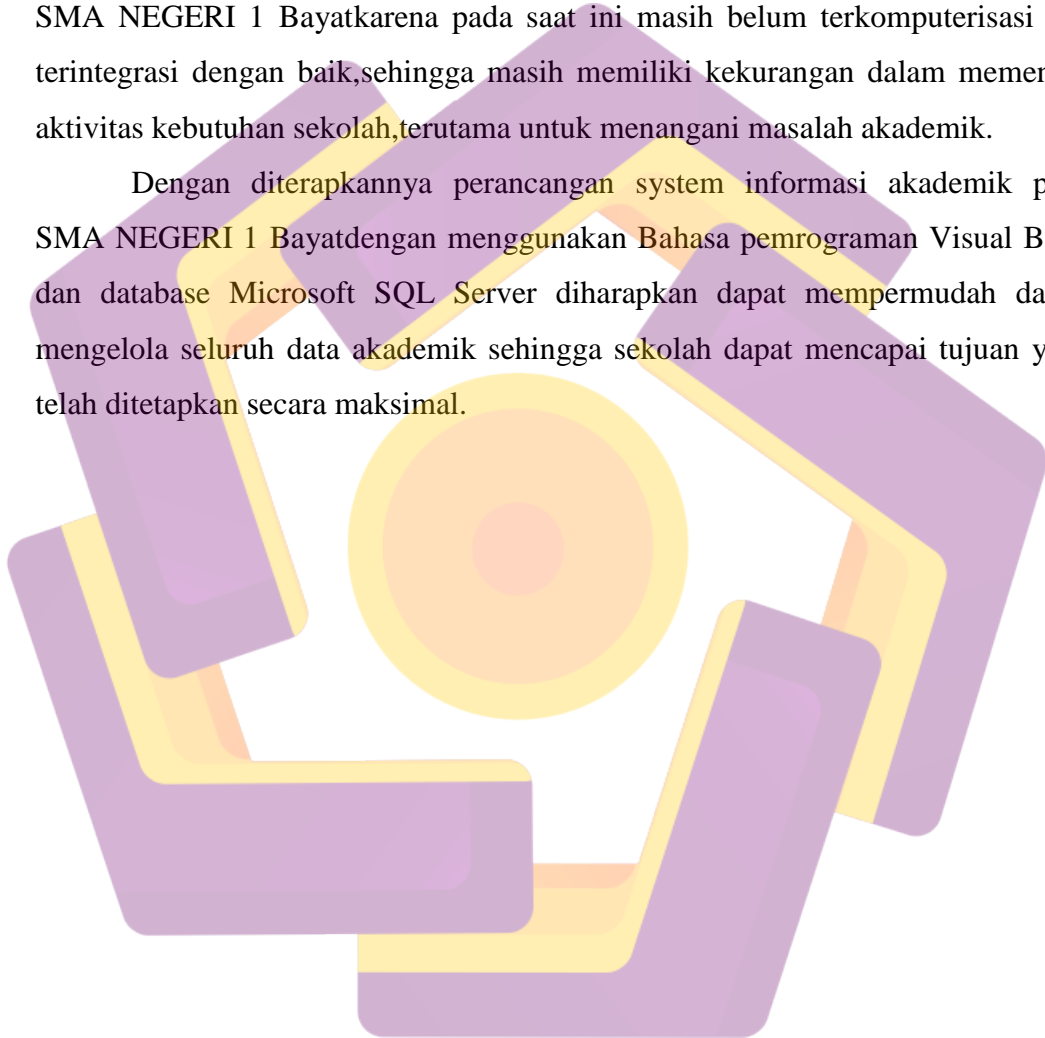 SMA NEGERI 1 Bayatkarena pada saat ini masih belum terkomputerisasi
terintegrasi dengan baik,sehingga masih memiliki kekurangan dalam
aktivitas kebutuhan sekolah,terutama untuk menangani masalah akademik.
Dengan diterapkannya perancangan system informasi akademik
SMA NEGERI 1 Bayatdengan menggunakan Bahasa pemrograman Visual
dan database Microsoft SQL Server diharapkan dapat mempermudah
mengelola seluruh data akademik sehingga sekolah dapat mencapai tujuan
telah ditetapkan secara maksimal.